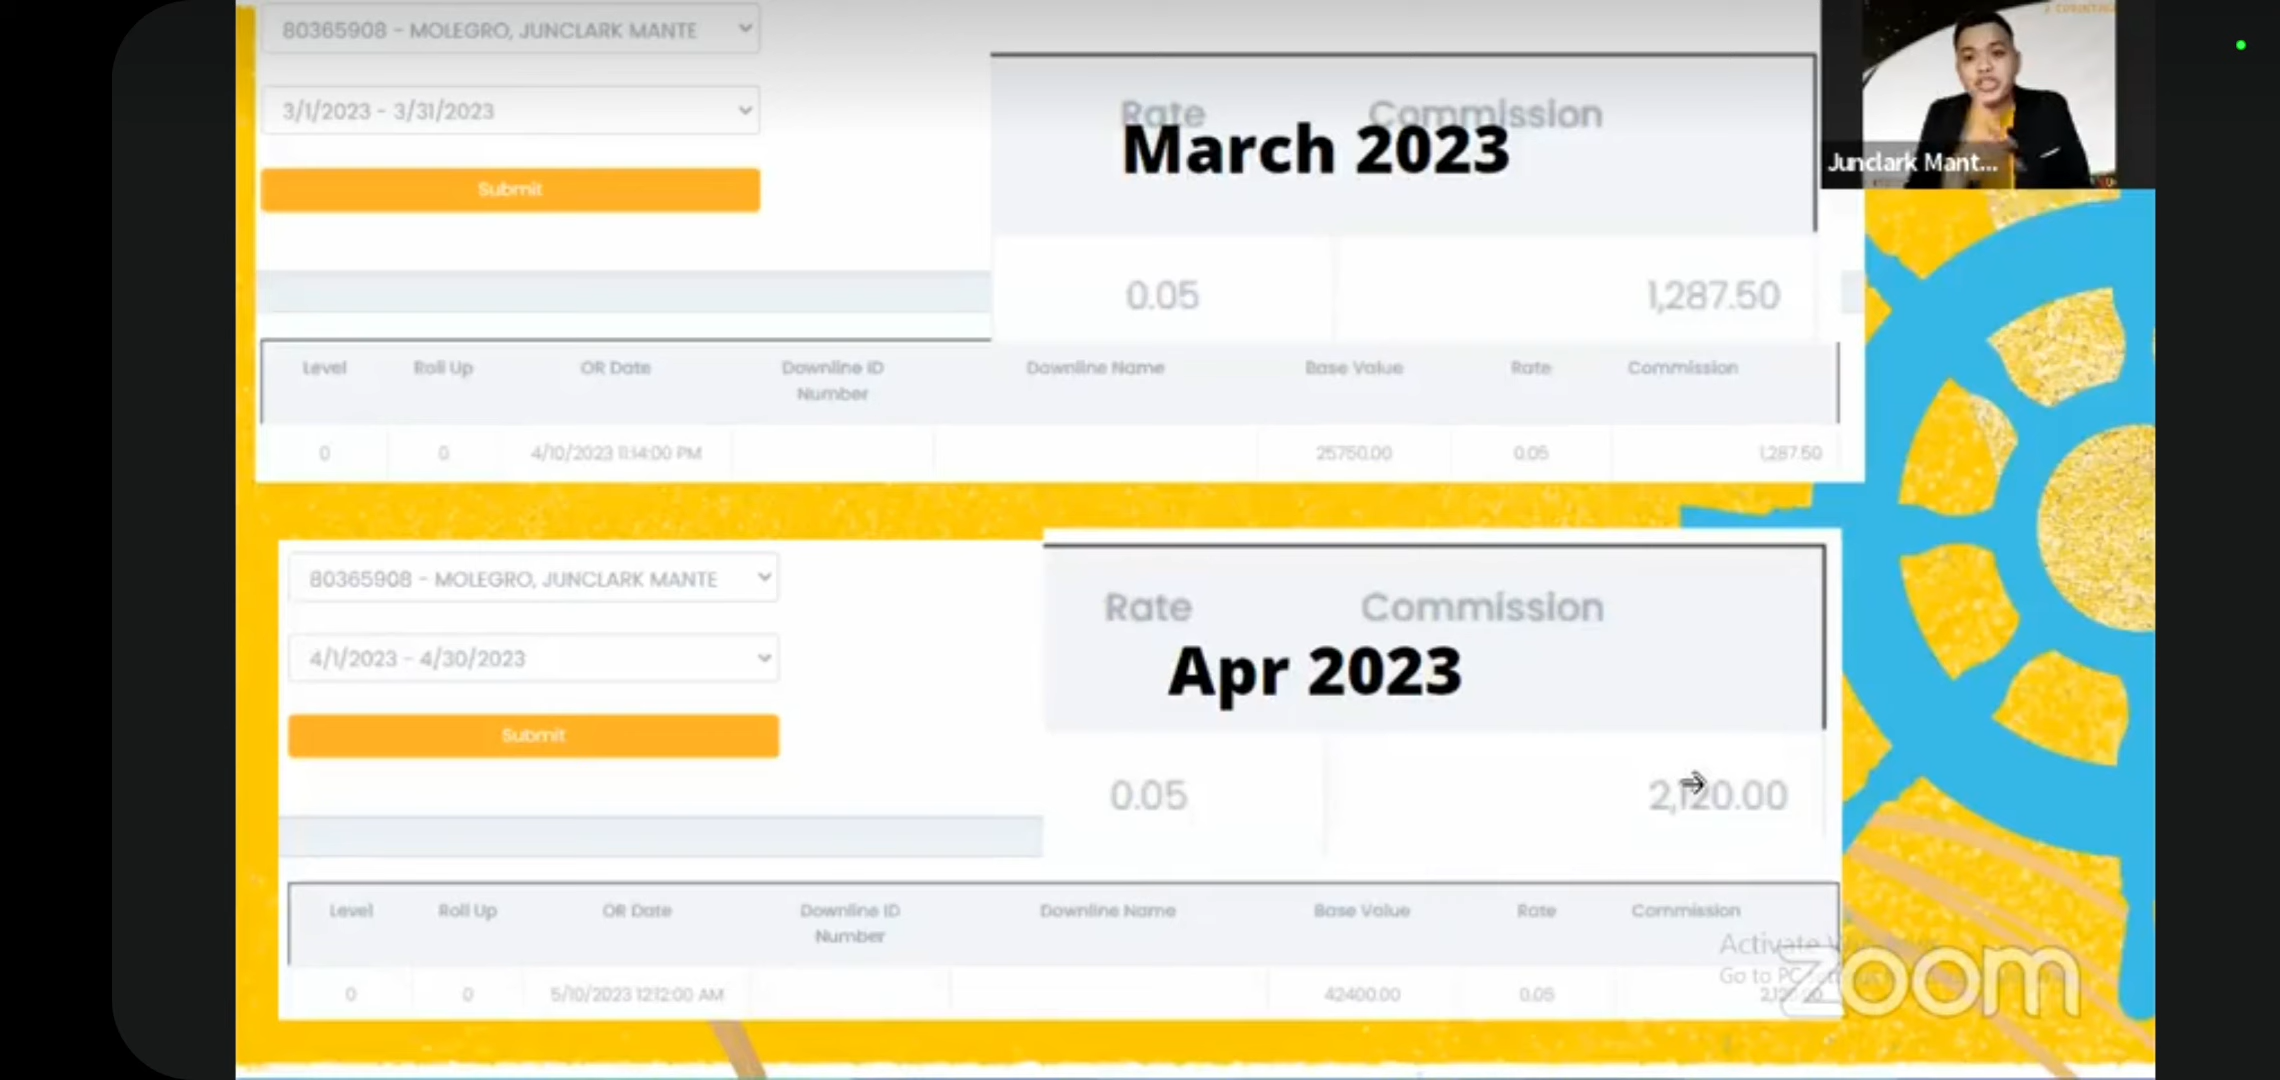 80365908 - MOLEGRO, JUNCLARK MANTE
3/1/2023 - 3/31/2023
Submit
Rate Commission
March 2023
0.05 1,287.50
Level Roll Up OR Date Downline ID Number Downline Name Base Value Rate Commission
0 0 4/10/2023 11:14:00 PM 25750.00 0.05 1,287.50
Junclark Mant...
80365908 - MOLEGRO, JUNCLARK MANTE
4/1/2023 - 4/30/2023
Submit
Rate Commission
Apr 2023
0.05 2,120.00
Level Roll Up OR Date Downline ID Number Downline Name Base Value Rate Commission
0 0 5/10/2023 12:12:00 AM 42400.00 0.05
Activate
Go to PC
zoom